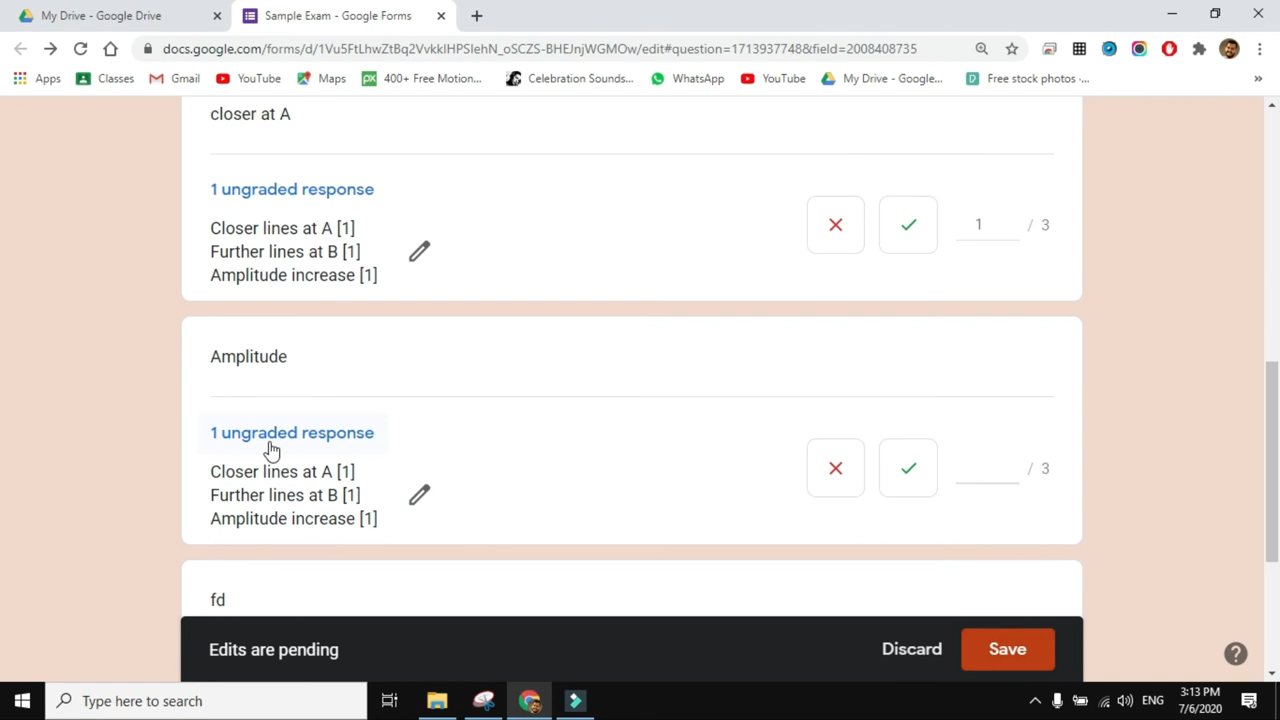 My Drive - Google Drive
Sample Exam - Google Forms
docs.google.com/forms/d/1Vu5FtLhwZtBq2VvkklHPSlehN_oSCZS-BHEJnjWGMOw/edit#question=1713937748&field=2008408735
Apps
Classes
Gmail
YouTube
Maps
400+ Free Motion...
Celebration Sounds...
WhatsApp
YouTube
My Drive - Google...
Free stock photos -...
closer at A
1 ungraded response
Closer lines at A [1]
Further lines at B [1]
Amplitude increase [1]
1 / 3
Amplitude
1 ungraded response
Closer lines at A [1]
Further lines at B [1]
Amplitude increase [1]
/ 3
fd
Edits are pending
Discard
Save
Type here to search
ENG
3:13 PM
7/6/2020